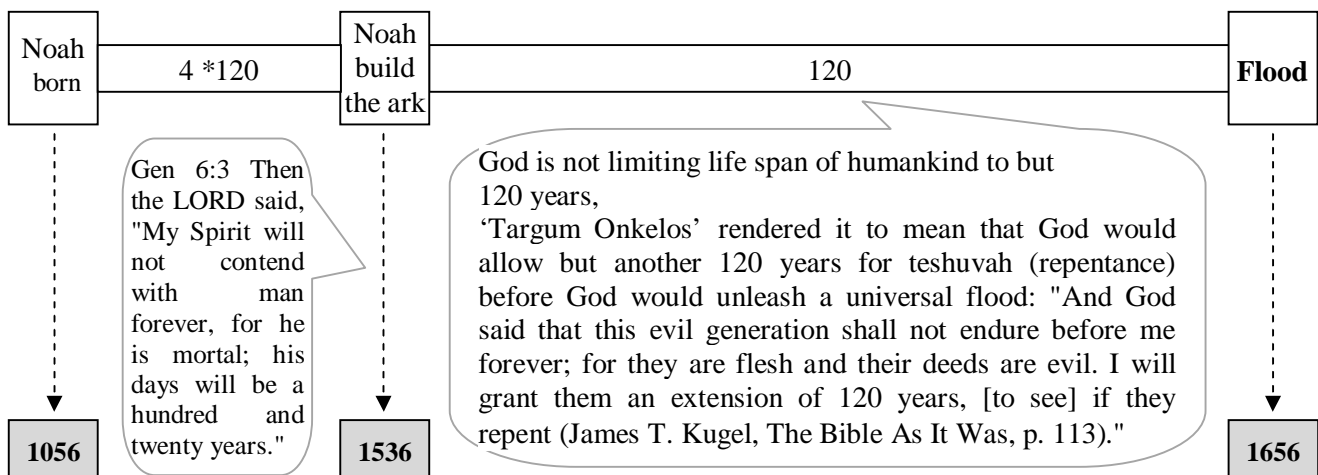 Noah
born
4 *120
Noah
build
the ark
120
Flood
Gen 6:3 Then
the LORD said,
"My Spirit will
not contend
with man
forever, for he
is mortal; his
days will be a
hundred and
twenty years."
God is not limiting life span of humankind to but
120 years,
‘Targum Onkelos’ rendered it to mean that God would
allow but another 120 years for teshuvah (repentance)
before God would unleash a universal flood: "And God
said that this evil generation shall not endure before me
forever; for they are flesh and their deeds are evil. I will
grant them an extension of 120 years, [to see] if they
repent (James T. Kugel, The Bible As It Was, p. 113)."
1056
1536
1656